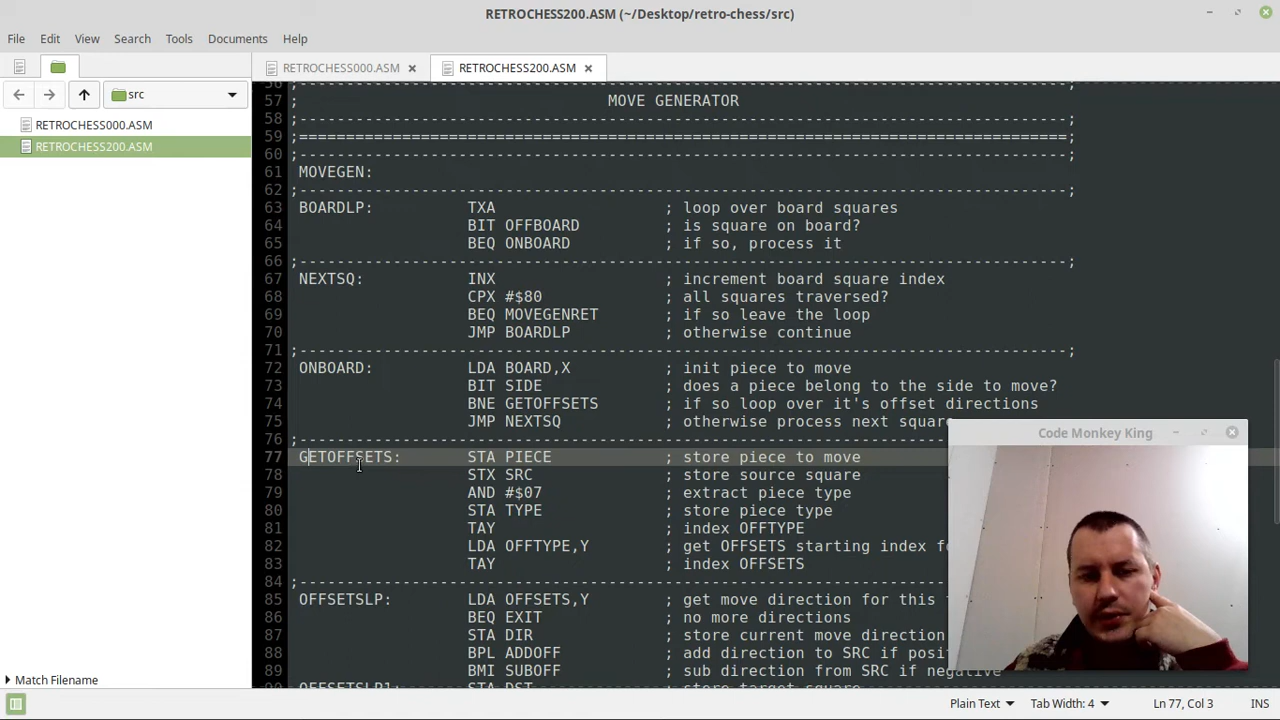 RETROCHESS200.ASM (~/Desktop/retro-chess/src)
File Edit View Search Tools Documents Help
RETROCHESS000.ASM RETROCHESS200.ASM
src
RETROCHESS000.ASM
RETROCHESS200.ASM
57 ; MOVE GENERATOR
58 ;----------------------------------------------------------------------------------;
59 ;==================================================================================;
60 ;----------------------------------------------------------------------------------;
61 MOVEGEN:
62 ;----------------------------------------------------------------------------------;
63 BOARDLP: TXA ; loop over board squares
64 BIT OFFBOARD ; is square on board?
65 BEQ ONBOARD ; if so, process it
66 ;----------------------------------------------------------------------------------;
67 NEXTSQ: INX ; increment board square index
68 CPX #$80 ; all squares traversed?
69 BEQ MOVEGENRET ; if so leave the loop
70 JMP BOARDLP ; otherwise continue
71 ;----------------------------------------------------------------------------------;
72 ONBOARD: LDA BOARD,X ; init piece to move
73 BIT SIDE ; does a piece belong to the side to move?
74 BNE GETOFFSETS ; if so loop over it's offset directions
75 JMP NEXTSQ ; otherwise process next squar
76 ;----------------------------------------------------------------------
77 GETOFFSETS: STA PIECE ; store piece to move
78 STX SRC ; store source square
79 AND #$07 ; extract piece type
80 STA TYPE ; store piece type
81 TAY ; index OFFTYPE
82 LDA OFFTYPE,Y ; get OFFSETS starting index
83 TAY ; index OFFSETS
84 ;----------------------------------------------------------------------
85 OFFSETSLP: LDA OFFSETS,Y ; get move direction for this
86 BEQ EXIT ; no more directions
87 STA DIR ; store current move direction
88 BPL ADDOFF ; add direction to SRC if posit
89 BMI SUBOFF ; sub direction from SRC if negative
OFFSETSLP1: STA DST ; store target square
Code Monkey King
Match Filename
Plain Text Tab Width: 4 Ln 77, Col 3 INS